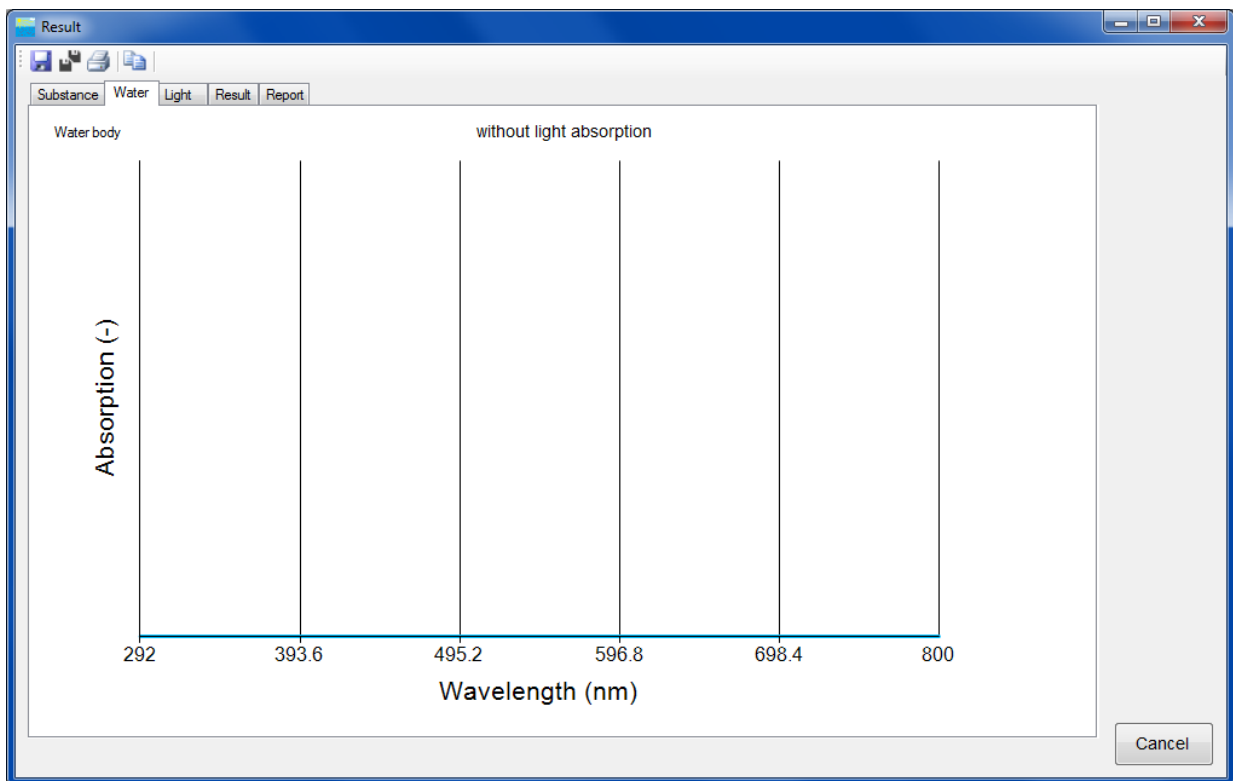 Result
Substance Water Light Result Report
Water body without light absorption
Absorption (-)
292 393.6 495.2 596.8 698.4 800
Wavelength (nm)
Cancel